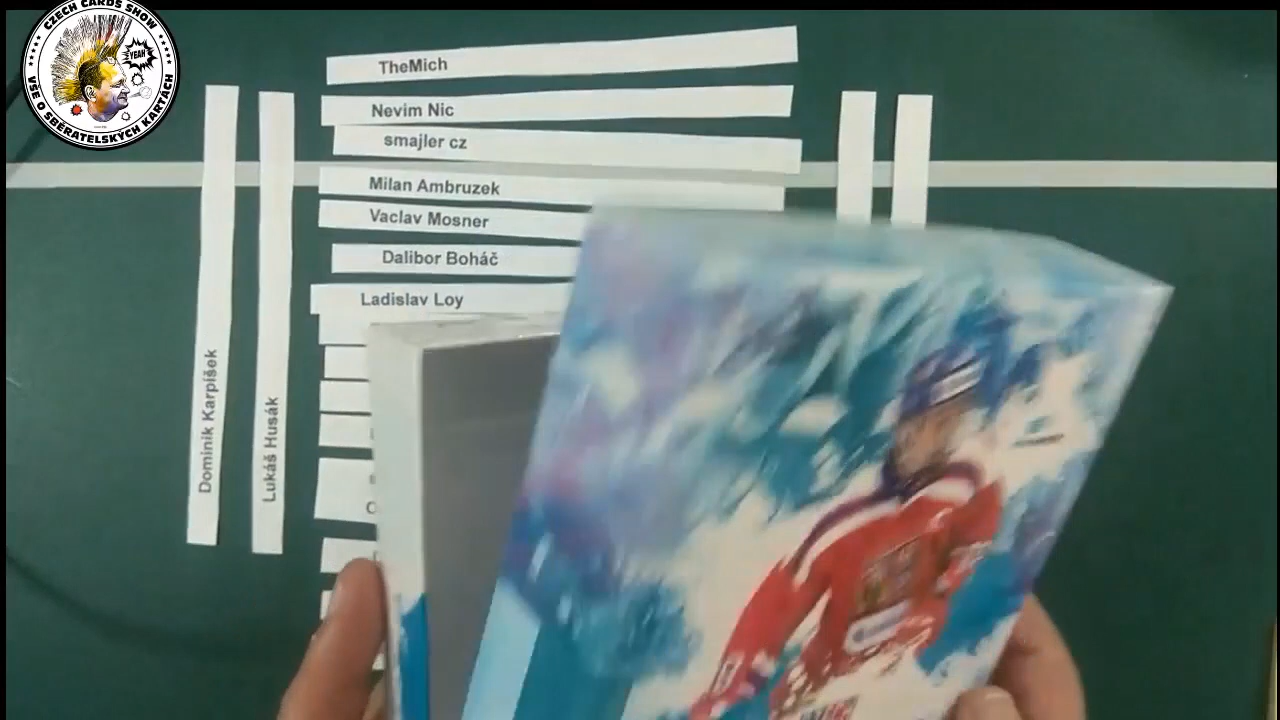 CZECH CARDS SHOW
YEAH
VŠE O SBĚRATELSKÝCH KARTÁCH
TheMich
Nevim Nic
smajler cz
Milan Ambruzek
Vaclav Mosner
Dalibor Boháč
Ladislav Loy
Dominik Karpíšek
Lukáš Husák